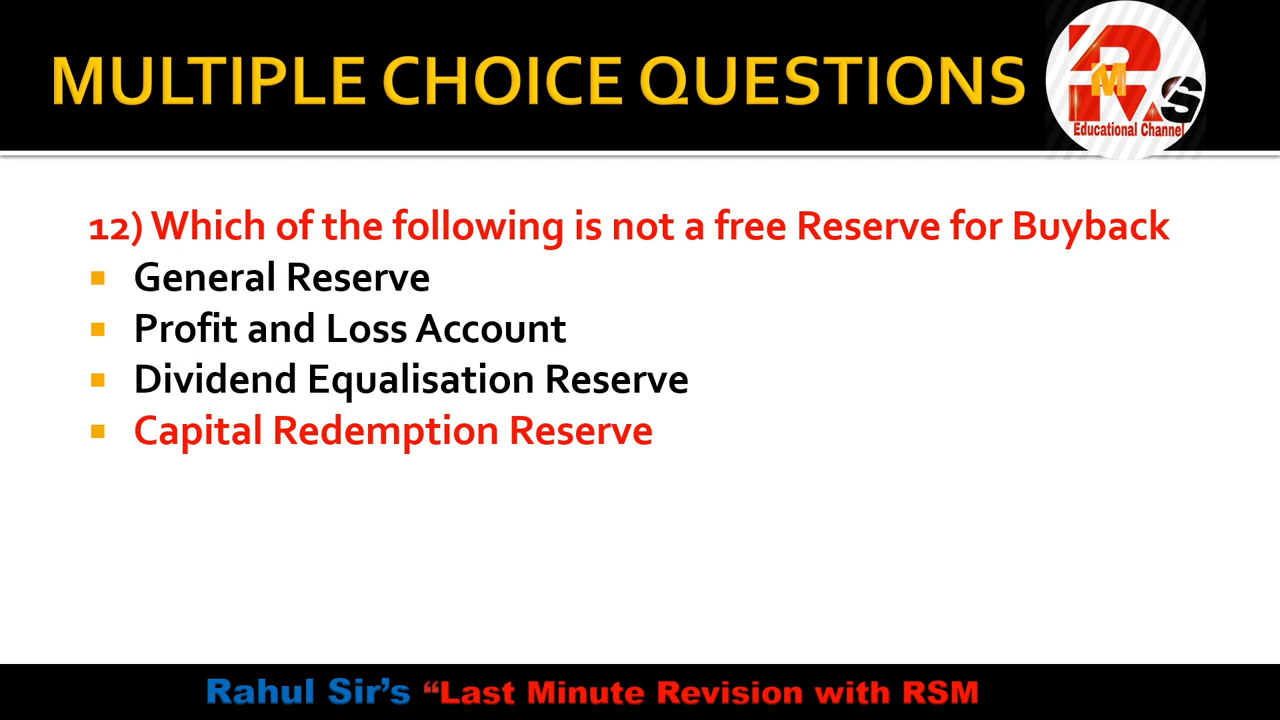 MULTIPLE CHOICE QUESTIONS
RMS
Educational Channel
12) Which of the following is not a free Reserve for Buyback
General Reserve
Profit and Loss Account
Dividend Equalisation Reserve
Capital Redemption Reserve
Rahul Sir's “Last Minute Revision with RSM